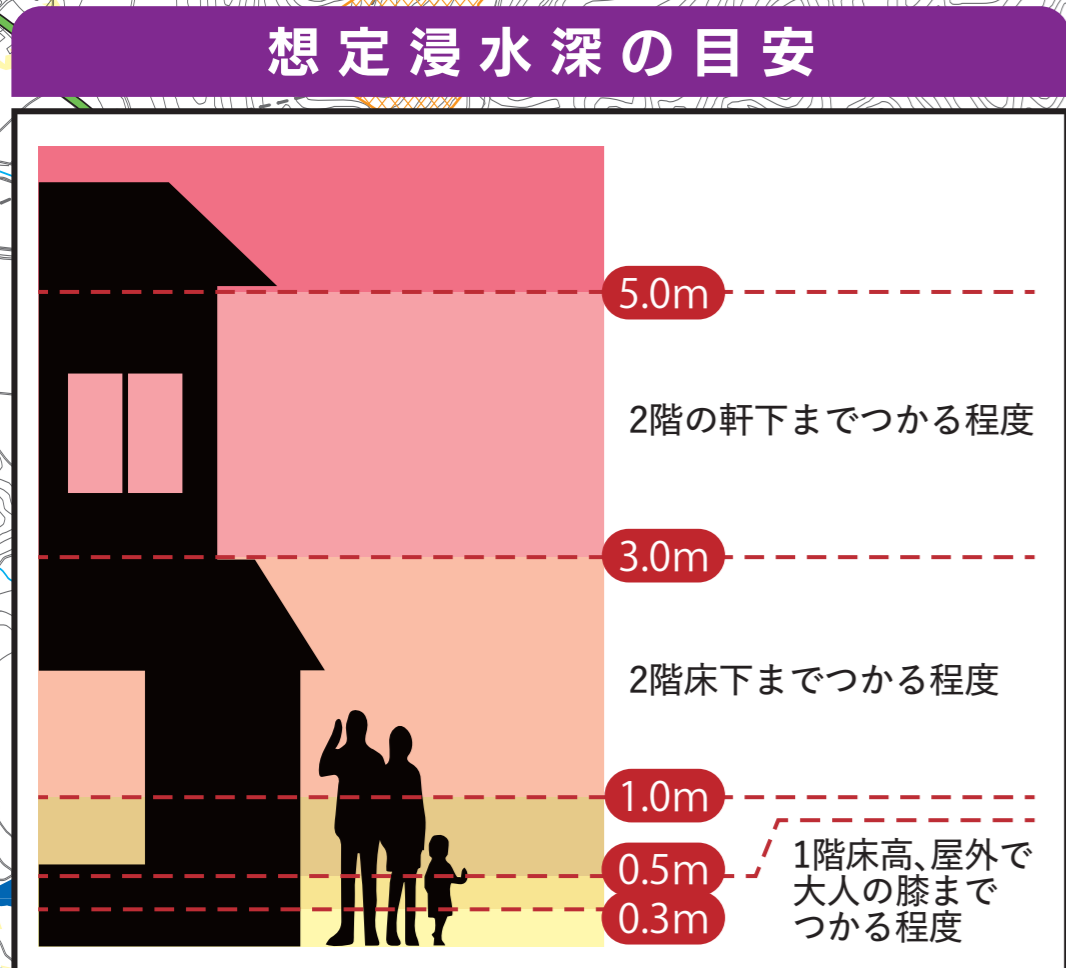 想定浸水深の目安
5.0m
2階の軒下までつかる程度
3.0m
2階床下までつかる程度
1.0m
0.5m
1階床高、屋外で
大人の膝まで
つかる程度
0.3m